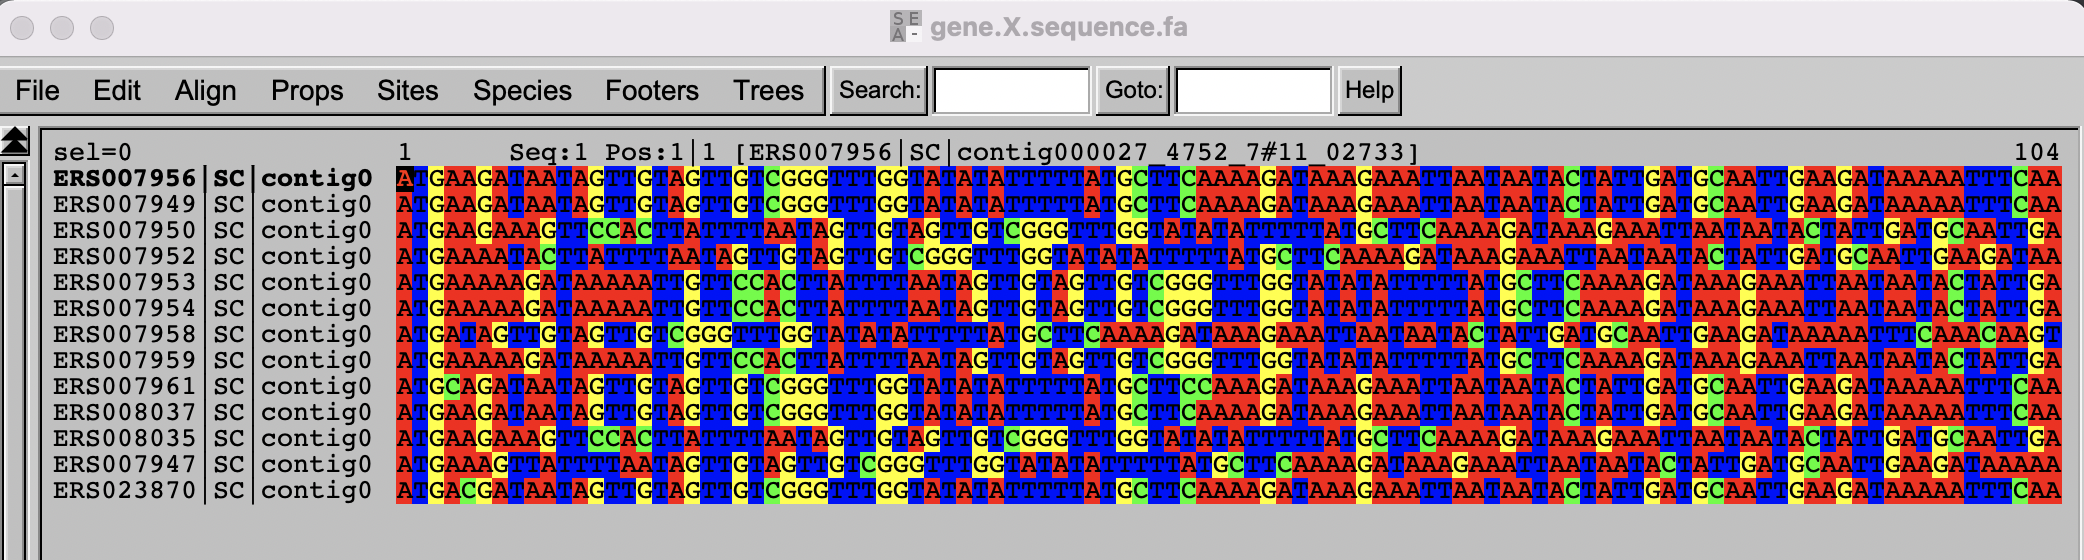 gene.X.sequence.fa
File Edit Align Props Sites Species Footers Trees Search: Goto: Help
sel=0 1 Seq:1 Pos:1|1 [ERS007956|SC|contig000027_4752_7#11_02733] 104
ERS007956|SC|contig0 ATGAAGATAATAGTTGTAGTTGTCGGGTTTGGTATATATTTTTATGCTTCAAAAGATAAAGAAATTAATAATACTATTGATGCAATTGAAGATAAAAATTTCAA
ERS007949|SC|contig0 ATGAAGATAATAGTTGTAGTTGTCGGGTTTGGTATATATTTTTATGCTTCAAAAGATAAAGAAATTAATAATACTATTGATGCAATTGAAGATAAAAATTTCAA
ERS007950|SC|contig0 ATGAAGAAAGTTCCACTTATTTTAATAGTTGTAGTTGTCGGGTTTGGTATATATTTTTATGCTTCAAAAGATAAAGAAATTAATAATACTATTGATGCAATTGA
ERS007952|SC|contig0 ATGAAAATACTTATTTTAATAGTTGTAGTTGTCGGGTTTGGTATATATTTTTATGCTTCAAAAGATAAAGAAATTAATAATACTATTGATGCAATTGAAGATAA
ERS007953|SC|contig0 ATGAAAAAGATAAAAATTGTTCCACTTATTTTAATAGTTGTAGTTGTCGGGTTTGGTATATATTTTTATGCTTCAAAAGATAAAGAAATTAATAATACTATTGA
ERS007954|SC|contig0 ATGAAAAAGATAAAAATTGTTCCACTTATTTTAATAGTTGTAGTTGTCGGGTTTGGTATATATTTTTATGCTTCAAAAGATAAAGAAATTAATAATACTATTGA
ERS007958|SC|contig0 ATGATAGTTGTAGTTGTCGGGTTTGGTATATATTTTTATGCTTCAAAAGATAAAGAAATTAATAATACTATTGATGCAATTGAAGATAAAAATTTCAAACAAGT
ERS007959|SC|contig0 ATGAAAAAGATAAAAATTGTTCCACTTATTTTAATAGTTGTAGTTGTCGGGTTTGGTATATATTTTTATGCTTCAAAAGATAAAGAAATTAATAATACTATTGA
ERS007961|SC|contig0 ATGCAGATAATAGTTGTAGTTGTCGGGTTTGGTATATATTTTTATGCTTCCAAAGATAAAGAAATTAATAATACTATTGATGCAATTGAAGATAAAAATTTCAA
ERS008037|SC|contig0 ATGAAGATAATAGTTGTAGTTGTCGGGTTTGGTATATATTTTTATGCTTCAAAAGATAAAGAAATTAATAATACTATTGATGCAATTGAAGATAAAAATTTCAA
ERS008035|SC|contig0 ATGAAGAAAGTTCCACTTATTTTAATAGTTGTAGTTGTCGGGTTTGGTATATATTTTTATGCTTCAAAAGATAAAGAAATTAATAATACTATTGATGCAATTGA
ERS007947|SC|contig0 ATGAAAGTTATTTTAATAGTTGTAGTTGTCGGGTTTGGTATATATTTTTATGCTTCAAAAGATAAAGAAATTAATAATACTATTGATGCAATTGAAGATAAAAA
ERS023870|SC|contig0 ATGACGATAATAGTTGTAGTTGTCGGGTTTGGTATATATTTTTATGCTTCAAAAGATAAAGAAATTAATAATACTATTGATGCAATTGAAGATAAAAATTTCAA